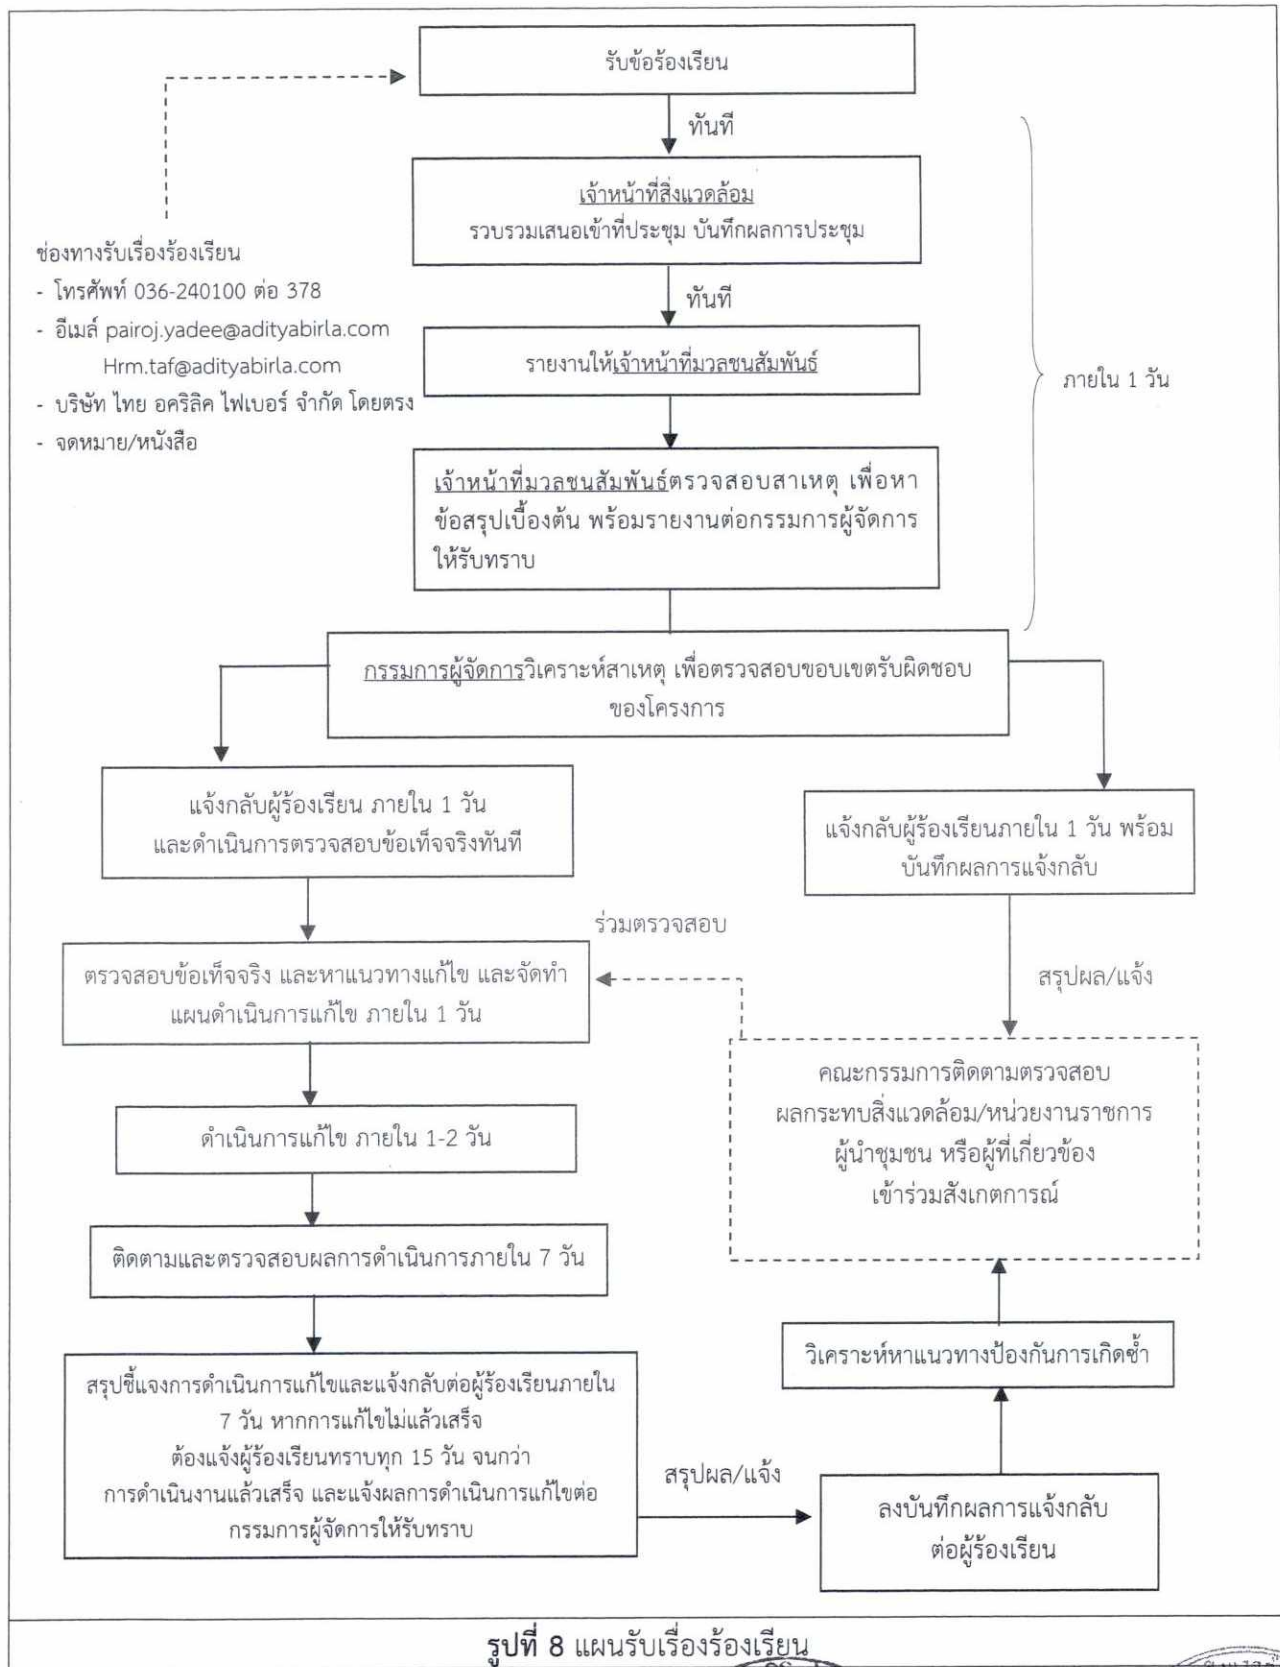 รับข้อร้องเรียน
ทันที
เจ้าหน้าที่สิ่งแวดล้อม
รวบรวมเสนอเข้าที่ประชุม บันทึกผลการประชุม
ช่องทางรับเรื่องร้องเรียน
- โทรศัพท์ 036-240100 ต่อ 378
- อีเมล์ pairoj.yadee@adityabirla.com
Hrm.taf@adityabirla.com
- บริษัท ไทย อคริลิค ไฟเบอร์ จำกัด โดยตรง
- จดหมาย/หนังสือ
ทันที
รายงานให้เจ้าหน้าที่มวลชนสัมพันธ์
ภายใน 1 วัน
เจ้าหน้าที่มวลชนสัมพันธ์ตรวจสอบสาเหตุ เพื่อหา
ข้อสรุปเบื้องต้น พร้อมรายงานต่อกรรมการผู้จัดการ
ให้รับทราบ
กรรมการผู้จัดการวิเคราะห์สาเหตุ เพื่อตรวจสอบขอบเขตรับผิดชอบ
ของโครงการ
แจ้งกลับผู้ร้องเรียน ภายใน 1 วัน
และดำเนินการตรวจสอบข้อเท็จจริงทันที
แจ้งกลับผู้ร้องเรียนภายใน 1 วัน พร้อม
บันทึกผลการแจ้งกลับ
ร่วมตรวจสอบ
ตรวจสอบข้อเท็จจริง และหาแนวทางแก้ไข และจัดทำ
แผนดำเนินการแก้ไข ภายใน 1 วัน
สรุปผล/แจ้ง
คณะกรรมการติดตามตรวจสอบ
ผลกระทบสิ่งแวดล้อม/หน่วยงานราชการ
ผู้นำชุมชน หรือผู้ที่เกี่ยวข้อง
เข้าร่วมสังเกตการณ์
ดำเนินการแก้ไข ภายใน 1-2 วัน
ติดตามและตรวจสอบผลการดำเนินการภายใน 7 วัน
วิเคราะห์หาแนวทางป้องกันการเกิดซ้ำ
สรุปชี้แจงการดำเนินการแก้ไขและแจ้งกลับต่อผู้ร้องเรียนภายใน
7 วัน หากการแก้ไขไม่แล้วเสร็จ
ต้องแจ้งผู้ร้องเรียนทราบทุก 15 วัน จนกว่า
การดำเนินงานแล้วเสร็จ และแจ้งผลการดำเนินการแก้ไขต่อ
กรรมการผู้จัดการให้รับทราบ
สรุปผล/แจ้ง
ลงบันทึกผลการแจ้งกลับ
ต่อผู้ร้องเรียน
รูปที่ 8 แผนรับเรื่องร้องเรียน